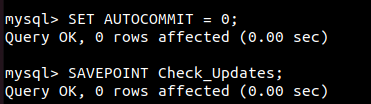 mysql> SET AUTOCOMMIT = 0;
Query OK, 0 rows affected (0.00 sec)
mysql> SAVEPOINT Check_Updates;
Query OK, 0 rows affected (0.00 sec)